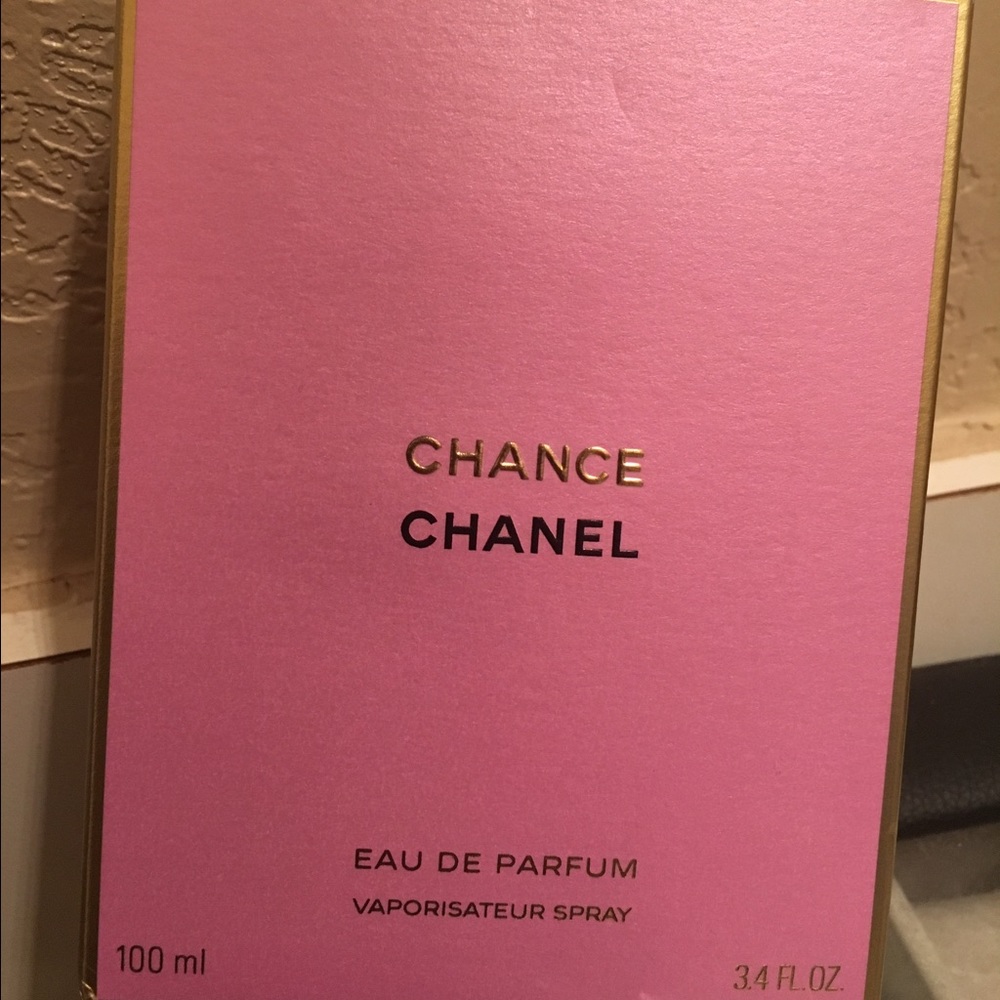 CHANCE
CHANEL
EAU DE PARFUM
VAPORISATEUR SPRAY
100 ml
3.4 FL.OZ.